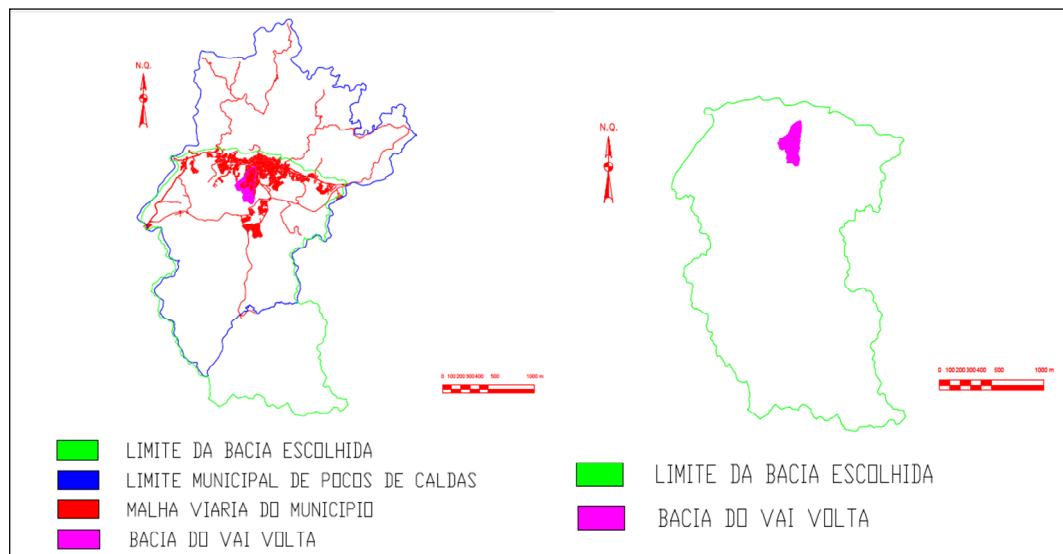 N.Q.
0 100 200 300 400 500 1000 m
LIMITE DA BACIA ESCOLHIDA
LIMITE MUNICIPAL DE POCOS DE CALDAS
MALHA VIARIA DO MUNICIPIO
BACIA DO VAI VOLTA
N.Q.
0 100 200 300 400 500 1000 m
LIMITE DA BACIA ESCOLHIDA
BACIA DO VAI VOLTA